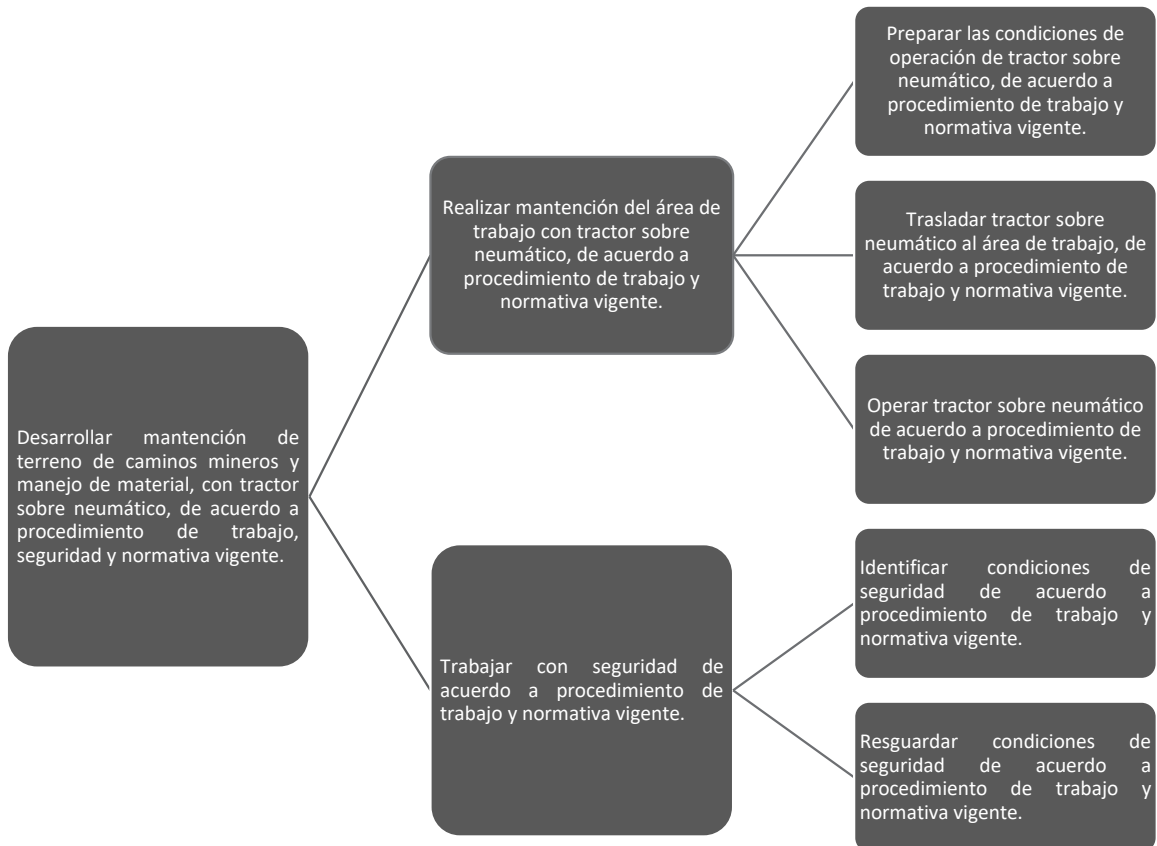 Desarrollar mantención de
terreno de caminos mineros y
manejo de material, con tractor
sobre neumático, de acuerdo a
procedimiento de trabajo,
seguridad y normativa vigente.
Realizar mantención del área de
trabajo con tractor sobre
neumático, de acuerdo a
procedimiento de trabajo y
normativa vigente.
Preparar las condiciones de
operación de tractor sobre
neumático, de acuerdo a
procedimiento de trabajo y
normativa vigente.
Trasladar tractor sobre
neumático al área de trabajo, de
acuerdo a procedimiento de
trabajo y normativa vigente.
Operar tractor sobre neumático
de acuerdo a procedimiento de
trabajo y normativa vigente.
Trabajar con seguridad de
acuerdo a procedimiento de
trabajo y normativa vigente.
Identificar condiciones de
seguridad de acuerdo a
procedimiento de trabajo y
normativa vigente.
Resguardar condiciones de
seguridad de acuerdo a
procedimiento de trabajo y
normativa vigente.